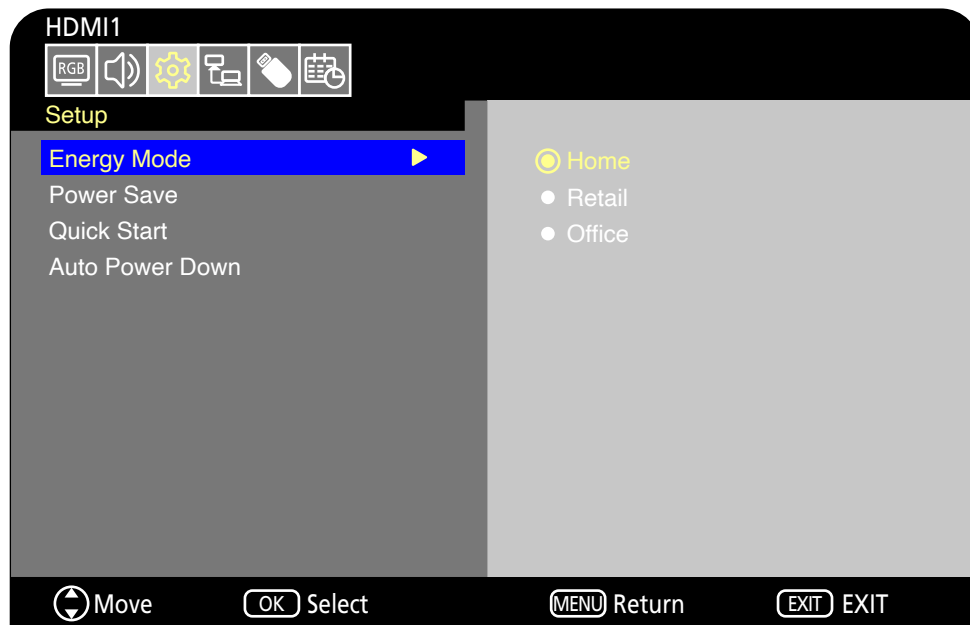 HDMI1
RGB
Setup
Energy Mode
Power Save
Quick Start
Auto Power Down
Home
Retail
Office
Move OK Select MENU Return EXIT EXIT